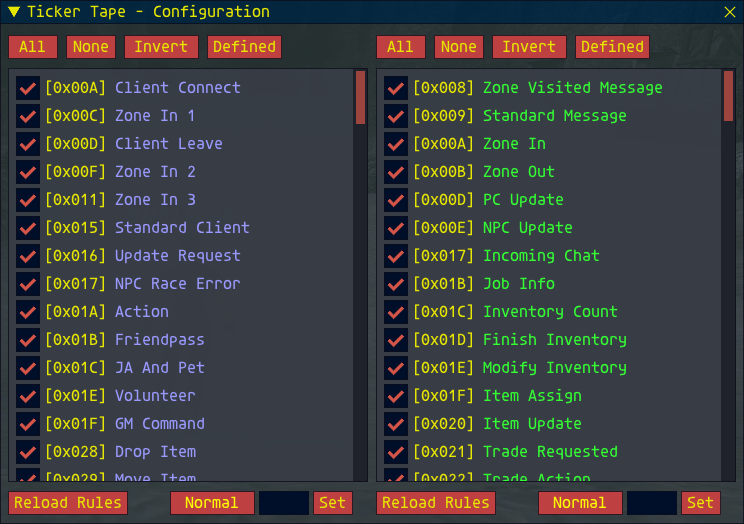 Ticker Tape - Configuration
All None Invert Defined
[0x00A] Client Connect
[0x00C] Zone In 1
[0x00D] Client Leave
[0x00F] Zone In 2
[0x011] Zone In 3
[0x015] Standard Client
[0x016] Update Request
[0x017] NPC Race Error
[0x01A] Action
[0x01B] Friendpass
[0x01C] JA And Pet
[0x01E] Volunteer
[0x01F] GM Command
[0x028] Drop Item
[0x029] Move Item
Reload Rules Normal Set
All None Invert Defined
[0x008] Zone Visited Message
[0x009] Standard Message
[0x00A] Zone In
[0x00B] Zone Out
[0x00D] PC Update
[0x00E] NPC Update
[0x017] Incoming Chat
[0x01B] Job Info
[0x01C] Inventory Count
[0x01D] Finish Inventory
[0x01E] Modify Inventory
[0x01F] Item Assign
[0x020] Item Update
[0x021] Trade Requested
[0x022] Trade Action
Reload Rules Normal Set